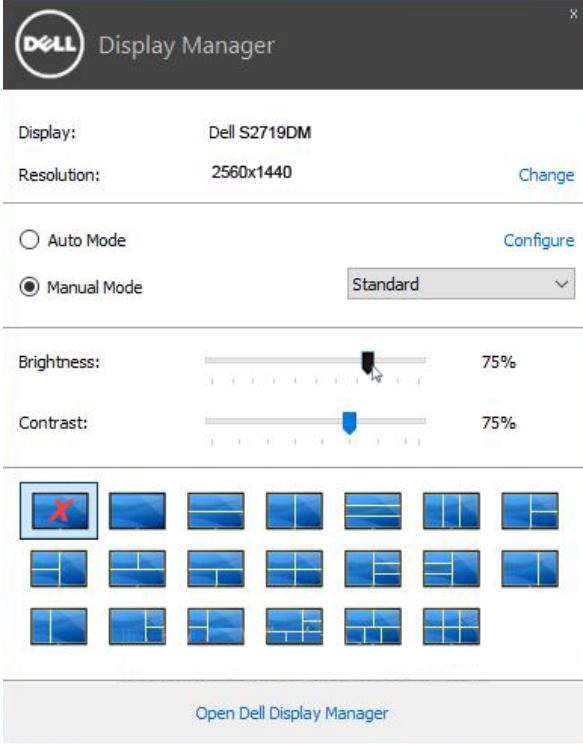 x
DELL Display Manager
Display: Dell S2719DM
Resolution: 2560x1440 Change
Auto Mode Configure
Manual Mode Standard
Brightness: 75%
Contrast: 75%
Open Dell Display Manager